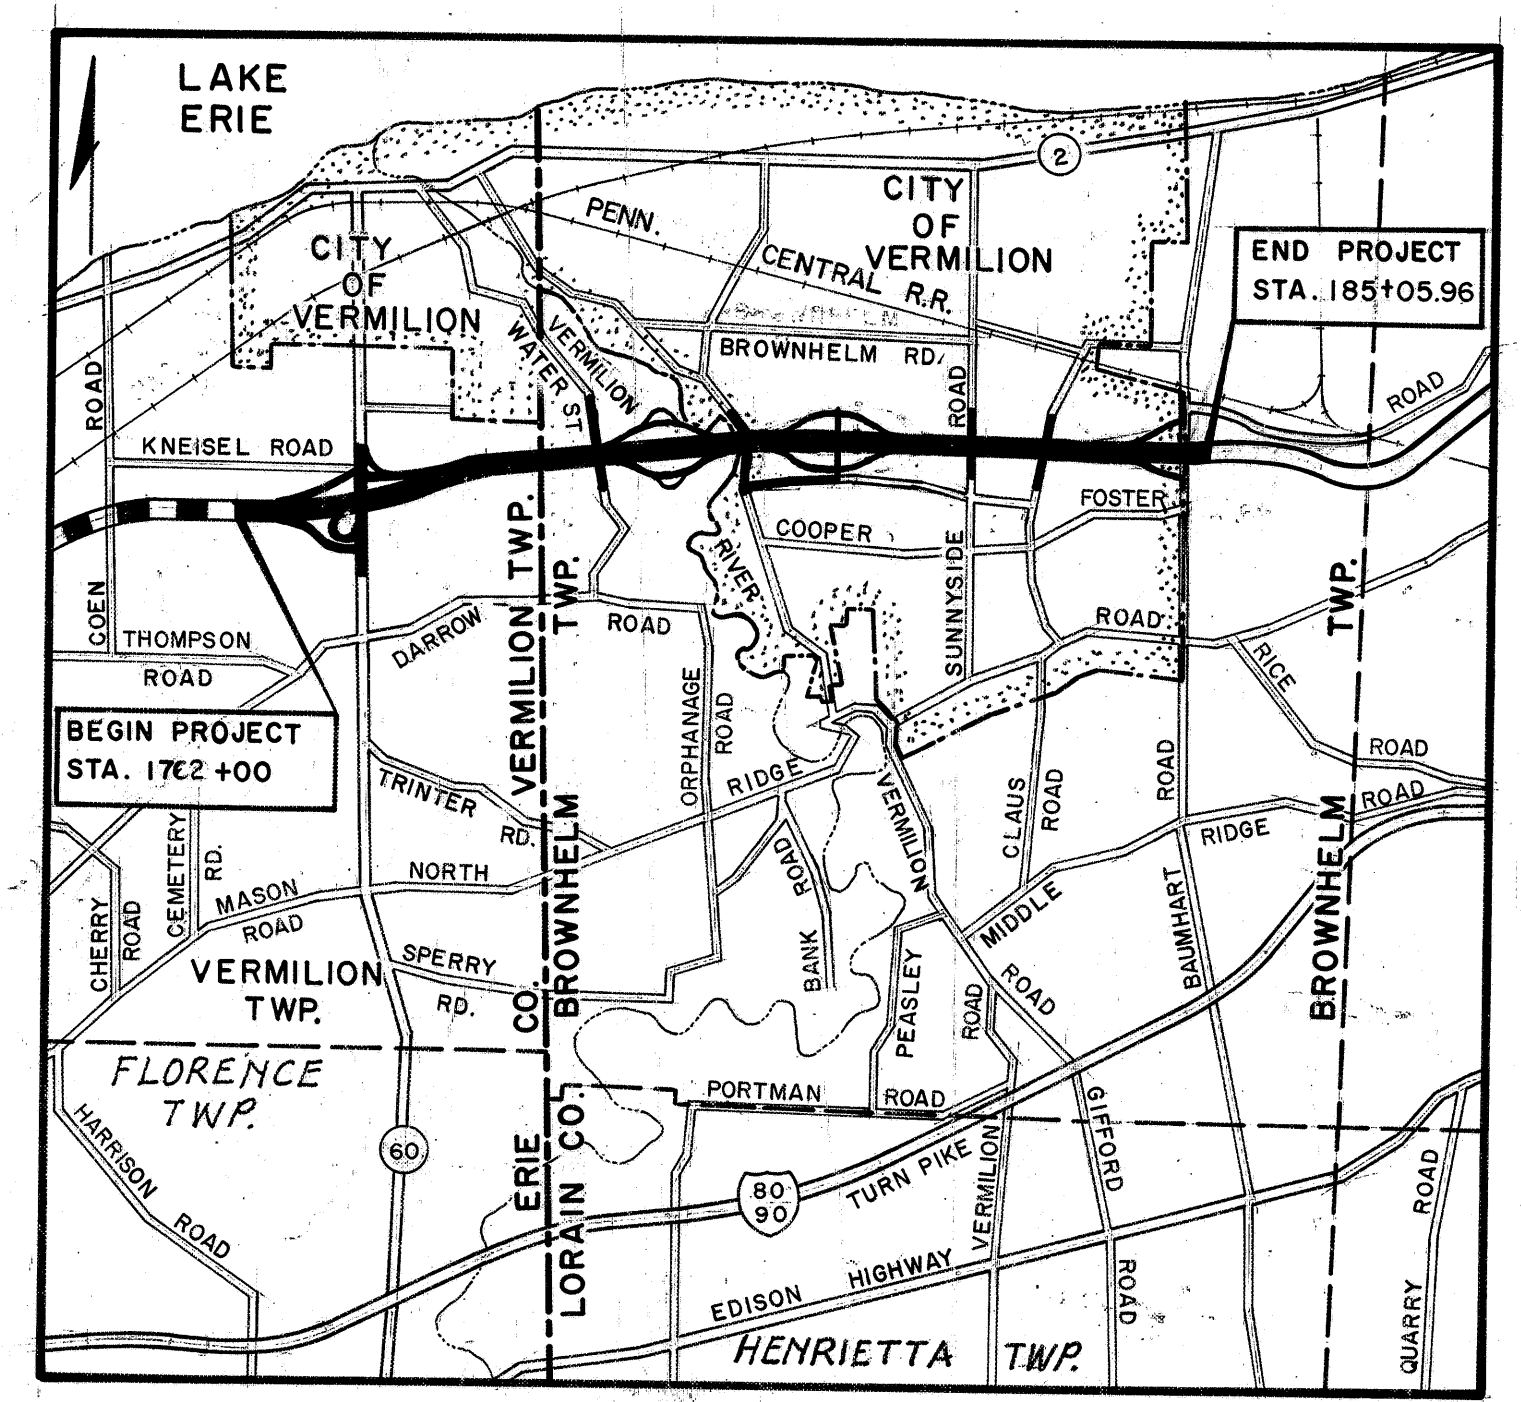 LAKE
ERIE
2
CITY
OF
VERMILION
PENN.
CENTRAL R.R.
CITY
OF
VERMILION
END PROJECT
STA. 185+05.96
BROWNHELM RD.
WATER ST
VERMILION
RIVER
ROAD
ROAD
ROAD
KNEISEL ROAD
FOSTER
COOPER
SUNNYSIDE
COEN
THOMPSON
ROAD
DARROW
ROAD
VERMILION TWP.
TWP.
TWP.
ROAD
RICE
ROAD
BEGIN PROJECT
STA. 1762+00
ORPHANAGE
ROAD
TRINTER
RD.
RIDGE
VERMILION
CLAUS
ROAD
ROAD
RIDGE
ROAD
BROWNHELM
BROWNHELM
CEMETERY
RD.
CHERRY
ROAD
MASON
ROAD
NORTH
ROAD
BANK
MIDDLE
BAUMHART
SPERRY
RD.
VERMILION
TWP.
CO.
PEASLEY
ROAD
ROAD
FLORENCE
TWP.
HARRISON
ROAD
PORTMAN
ROAD
GIFFORD
ROAD
60
ERIE
LORAIN CO.
80
90
TURN PIKE
VERMILION
EDISON HIGHWAY
QUARRY
ROAD
HENRIETTA TWP.